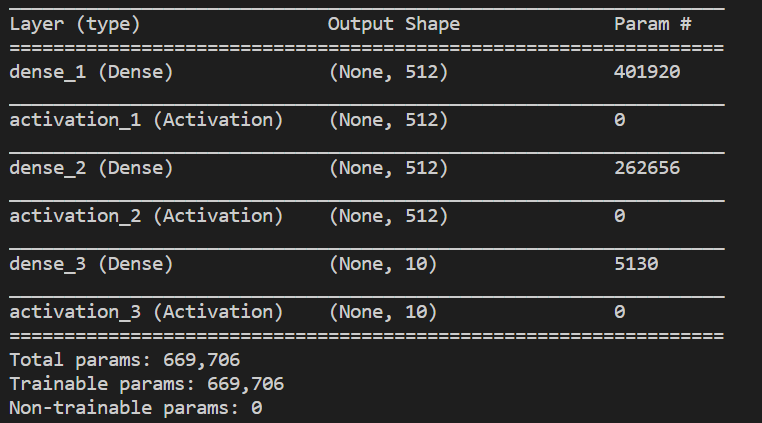 _________________________________________________________________
Layer (type)                 Output Shape              Param #
=================================================================
dense_1 (Dense)              (None, 512)               401920
_________________________________________________________________
activation_1 (Activation)    (None, 512)               0
_________________________________________________________________
dense_2 (Dense)              (None, 512)               262656
_________________________________________________________________
activation_2 (Activation)    (None, 512)               0
_________________________________________________________________
dense_3 (Dense)              (None, 10)                5130
_________________________________________________________________
activation_3 (Activation)    (None, 10)                0
=================================================================
Total params: 669,706
Trainable params: 669,706
Non-trainable params: 0